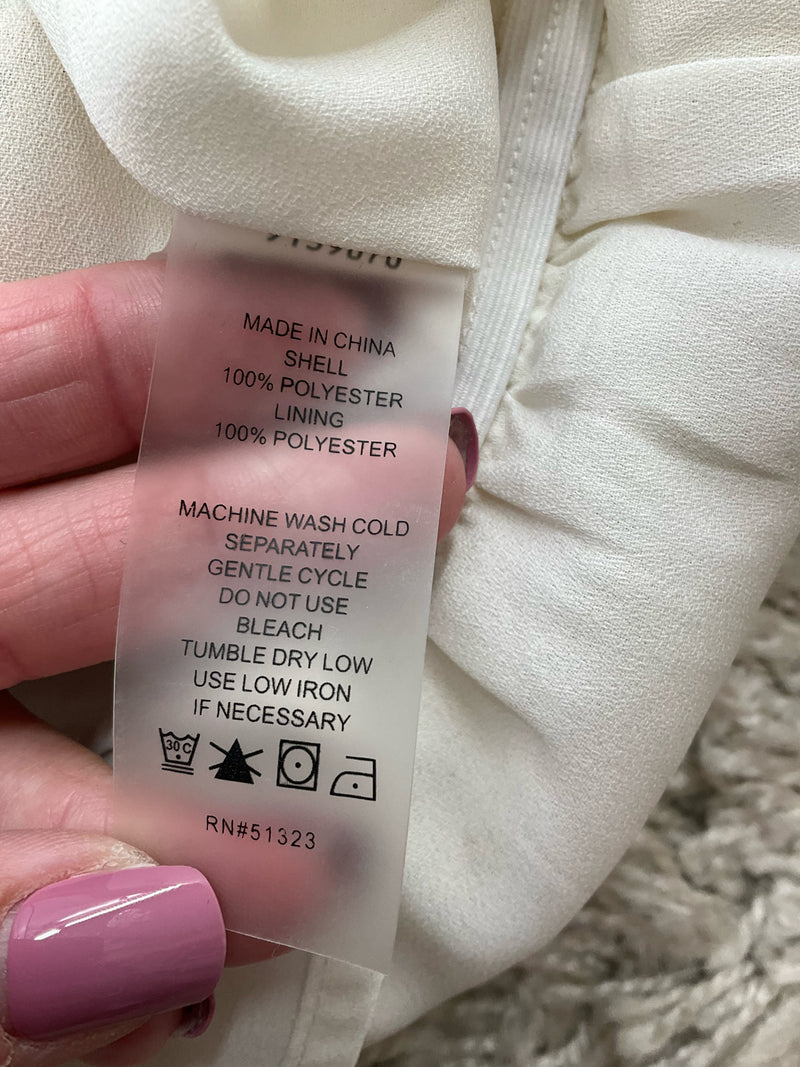 MADE IN CHINA
SHELL
100% POLYESTER
LINING
100% POLYESTER
MACHINE WASH COLD
SEPARATELY
GENTLE CYCLE
DO NOT USE
BLEACH
TUMBLE DRY LOW
USE LOW IRON
IF NECESSARY
30 C
RN#51323